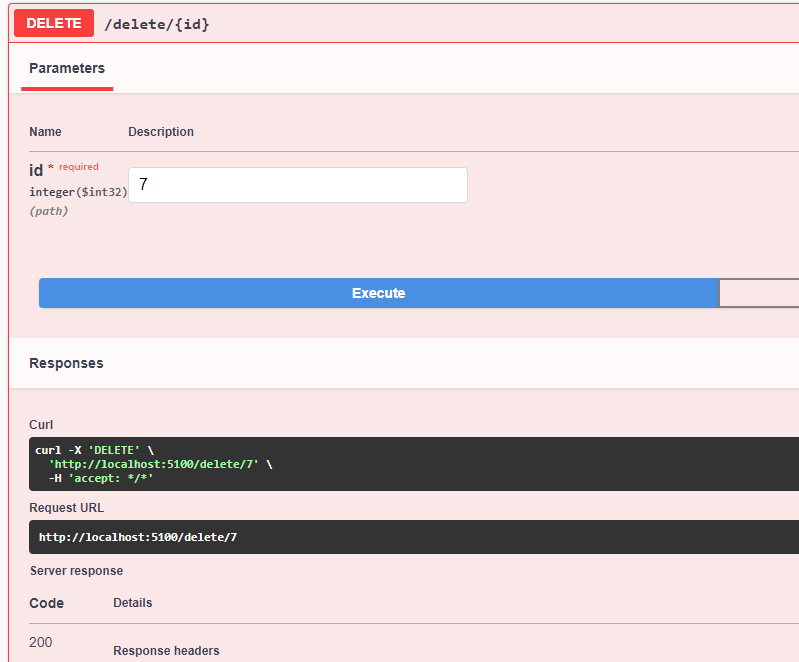 DELETE /delete/{id}
Parameters
Name Description
id * required
integer($int32)
(path)
7
Execute
Responses
Curl
curl -X 'DELETE' \
'http://localhost:5100/delete/7' \
-H 'accept: */*'
Request URL
http://localhost:5100/delete/7
Server response
Code Details
200
Response headers